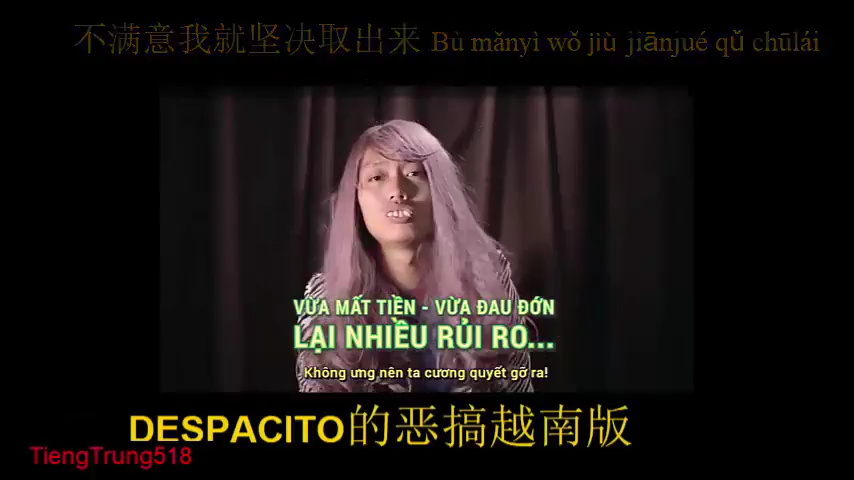 不满意我就坚决取出来 Bù mǎnyì wǒ jiù jiānjué qǔ chūlái
VỪA MẤT TIỀN - VỪA ĐAU ĐỚN
LẠI NHIỀU RỦI RO...
Không ưng nên ta cương quyết gỡ ra!
DESPACITO的恶搞越南版
TiengTrung518